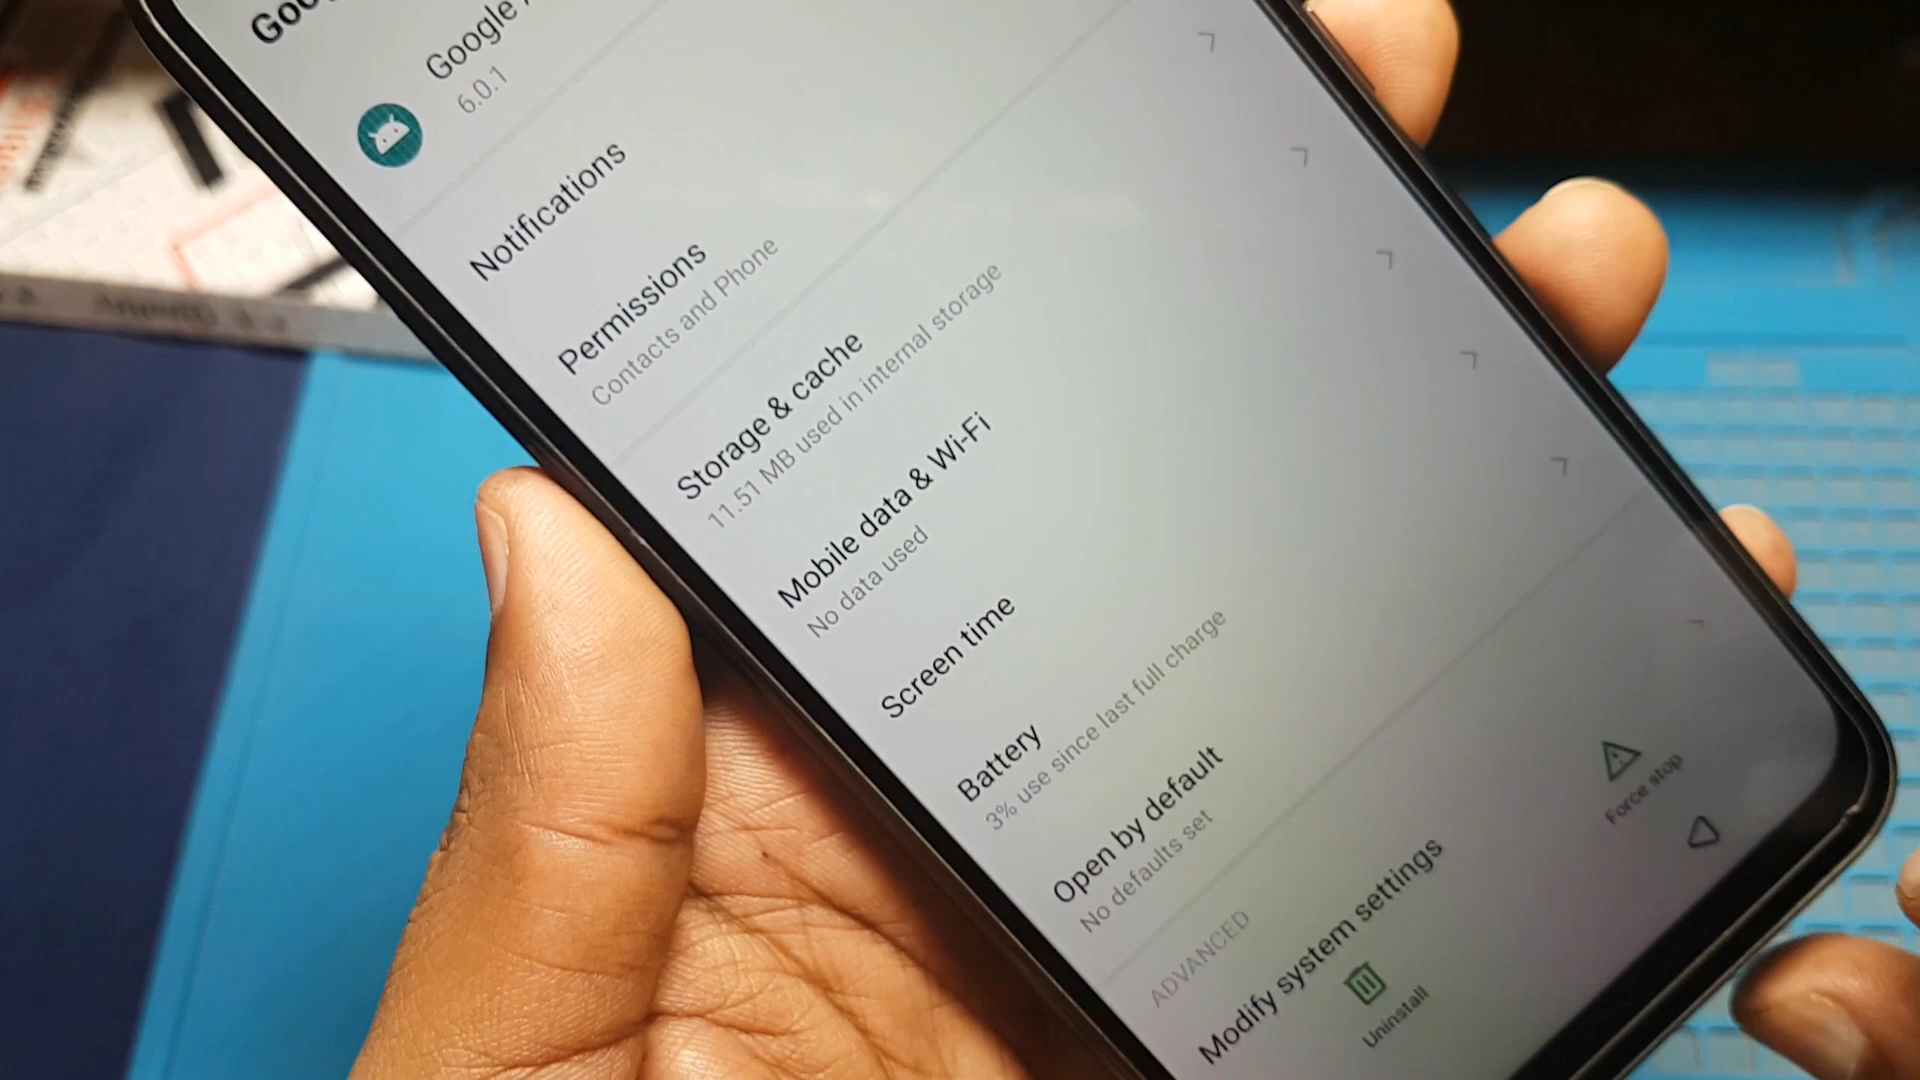 Goo
Google
6.0.1
Notifications
Permissions
Contacts and Phone
Storage & cache
11.51 MB used in internal storage
Mobile data & Wi-Fi
No data used
Screen time
Battery
3% use since last full charge
Open by default
No defaults set
ADVANCED
Modify system settings
Uninstall
Force stop